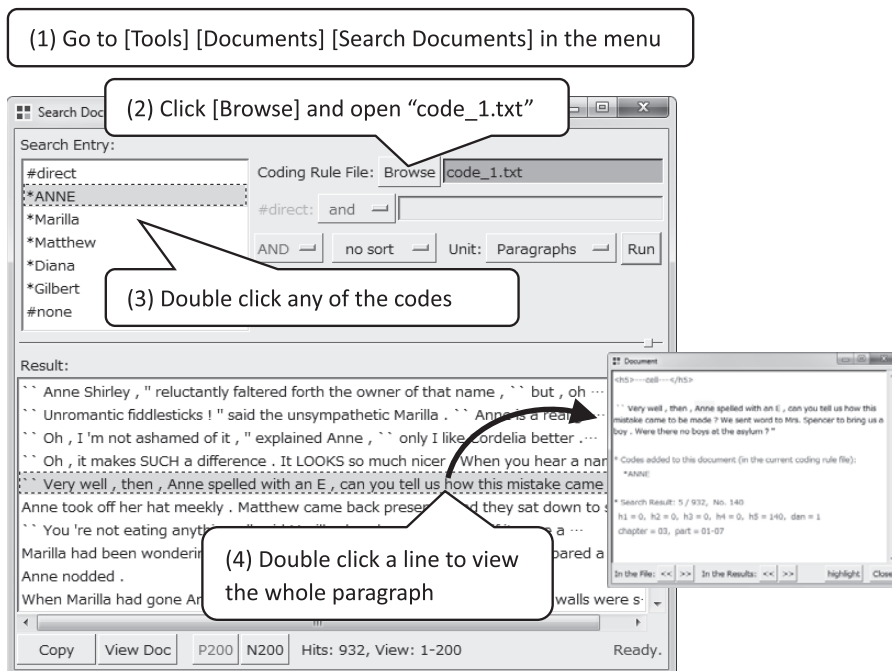 (1) Go to [Tools] [Documents] [Search Documents] in the menu
(2) Click [Browse] and open “code_1.txt”
Search Doc
Search Entry:
#direct
*ANNE
*Marilla
*Matthew
*Diana
*Gilbert
#none
Coding Rule File: Browse code_1.txt
#direct: and
AND no sort Unit: Paragraphs Run
(3) Double click any of the codes
Result:
`` Anne Shirley , " reluctantly faltered forth the owner of that name , `` but , oh ···
`` Unromantic fiddlesticks ! " said the unsympathetic Marilla . `` Anne is a real
`` Oh , I 'm not ashamed of it , " explained Anne , `` only I like Cordelia better .···
`` Oh , it makes SUCH a difference . It LOOKS so much nicer . When you hear a nar
`` Very well , then , Anne spelled with an E , can you tell us how this mistake came
Anne took off her hat meekly . Matthew came back presen they sat down to s
`` You 're not eating anyth a ···
Marilla had been wonderin pared a
Anne nodded .
When Marilla had gone An walls were s·
(4) Double click a line to view
the whole paragraph
Copy View Doc P200 N200 Hits: 932, View: 1-200 Ready.
Document
<h5>---cell---</h5>
`` Very well , then , Anne spelled with an E , can you tell us how this
mistake came to be made ? We sent word to Mrs. Spencer to bring us a
boy . Were there no boys at the asylum ? "
* Codes added to this document (in the current coding rule file):
*ANNE
* Search Result: 5 / 932, No. 140
h1 = 0, h2 = 0, h3 = 0, h4 = 0, h5 = 140, dan = 1
chapter = 03, part = 01-07
In the File: << >> In the Results: << >> highlight Close